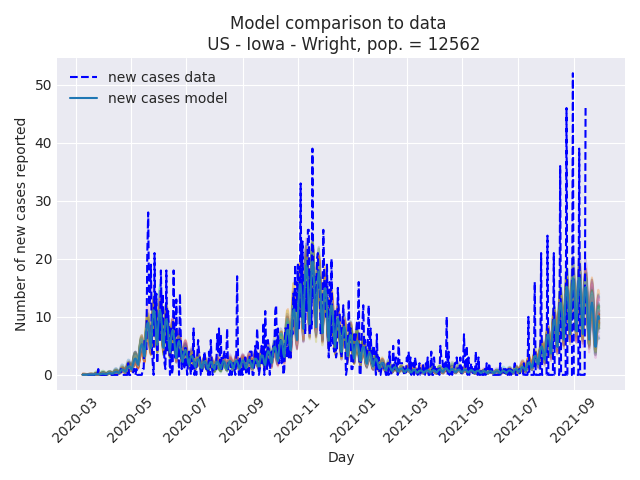 Model comparison to data
US - Iowa - Wright, pop. = 12562
new cases data
new cases model
Number of new cases reported
50
40
30
20
10
0
2020-03
2020-05
2020-07
2020-09
2020-11
2021-01
2021-03
2021-05
2021-07
2021-09
Day